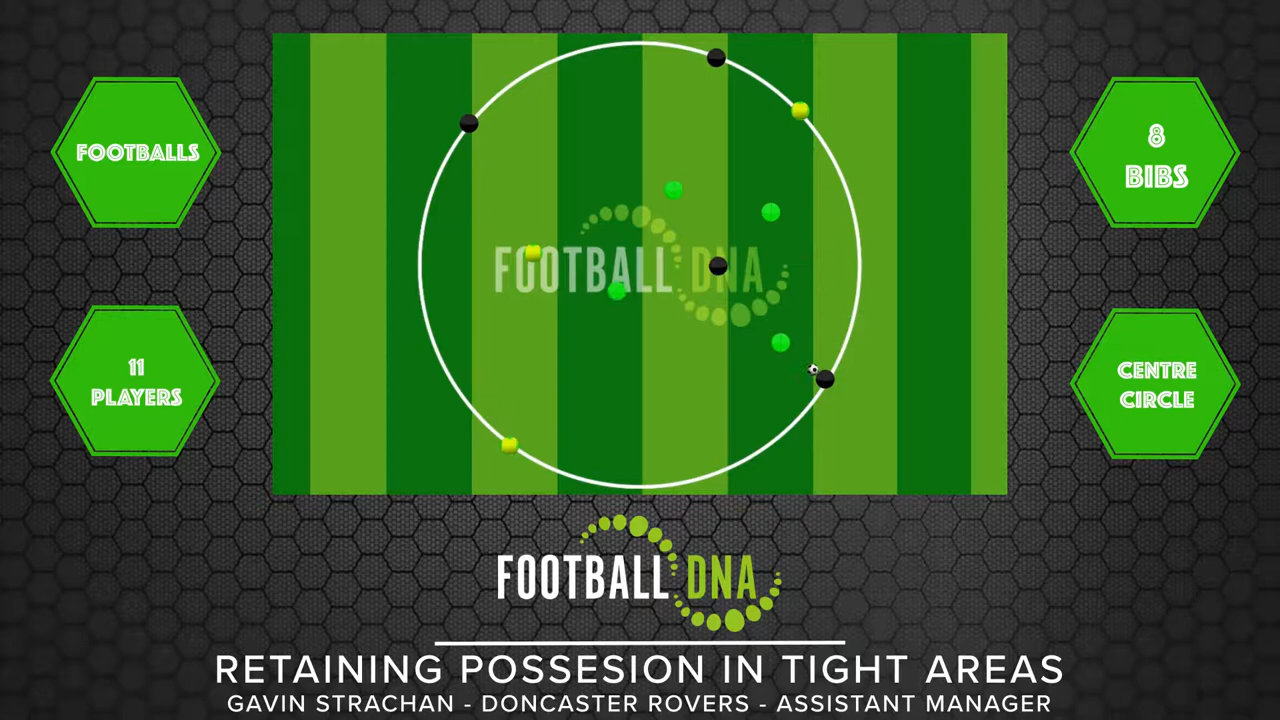 FOOTBALLS
8
BIBS
FOOTBALL DNA
11
PLAYERS
CENTRE
CIRCLE
FOOTBALL DNA
RETAINING POSSESION IN TIGHT AREAS
GAVIN STRACHAN - DONCASTER ROVERS - ASSISTANT MANAGER